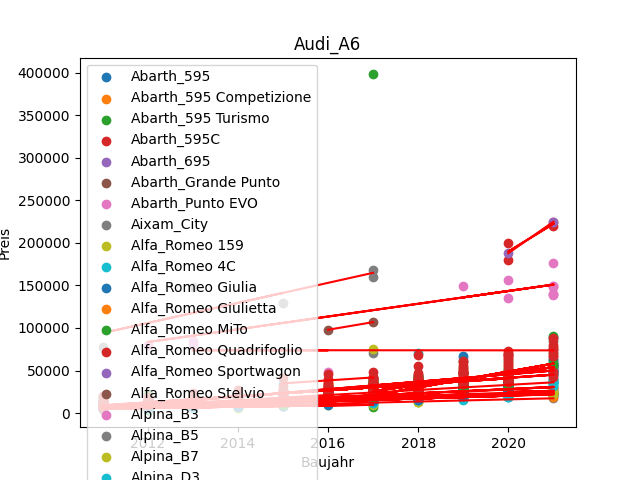 Audi_A6
Preis
400000
350000
300000
250000
200000
150000
100000
50000
0
Abarth_595
Abarth_595 Competizione
Abarth_595 Turismo
Abarth_595C
Abarth_695
Abarth_Grande Punto
Abarth_Punto EVO
Aixam_City
Alfa_Romeo 159
Alfa_Romeo 4C
Alfa_Romeo Giulia
Alfa_Romeo Giulietta
Alfa_Romeo MiTo
Alfa_Romeo Quadrifoglio
Alfa_Romeo Sportwagon
Alfa_Romeo Stelvio
Alpina_B3
Alpina_B5
Alpina_B7
Alpina_D3
2012 2014 2016 2018 2020
Baujahr